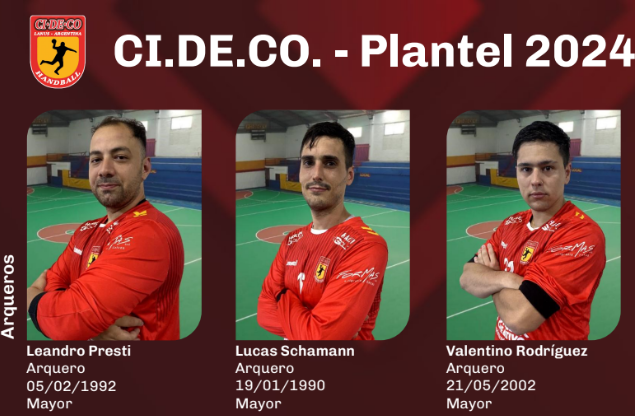 CI-DE-CO
LANUS - ARGENTINA
HANDBALL
CI.DE.CO. - Plantel 2024
Arqueros
Leandro Presti
Arquero
05/02/1992
Mayor
Lucas Schamann
Arquero
19/01/1990
Mayor
Valentino Rodríguez
Arquero
21/05/2002
Mayor